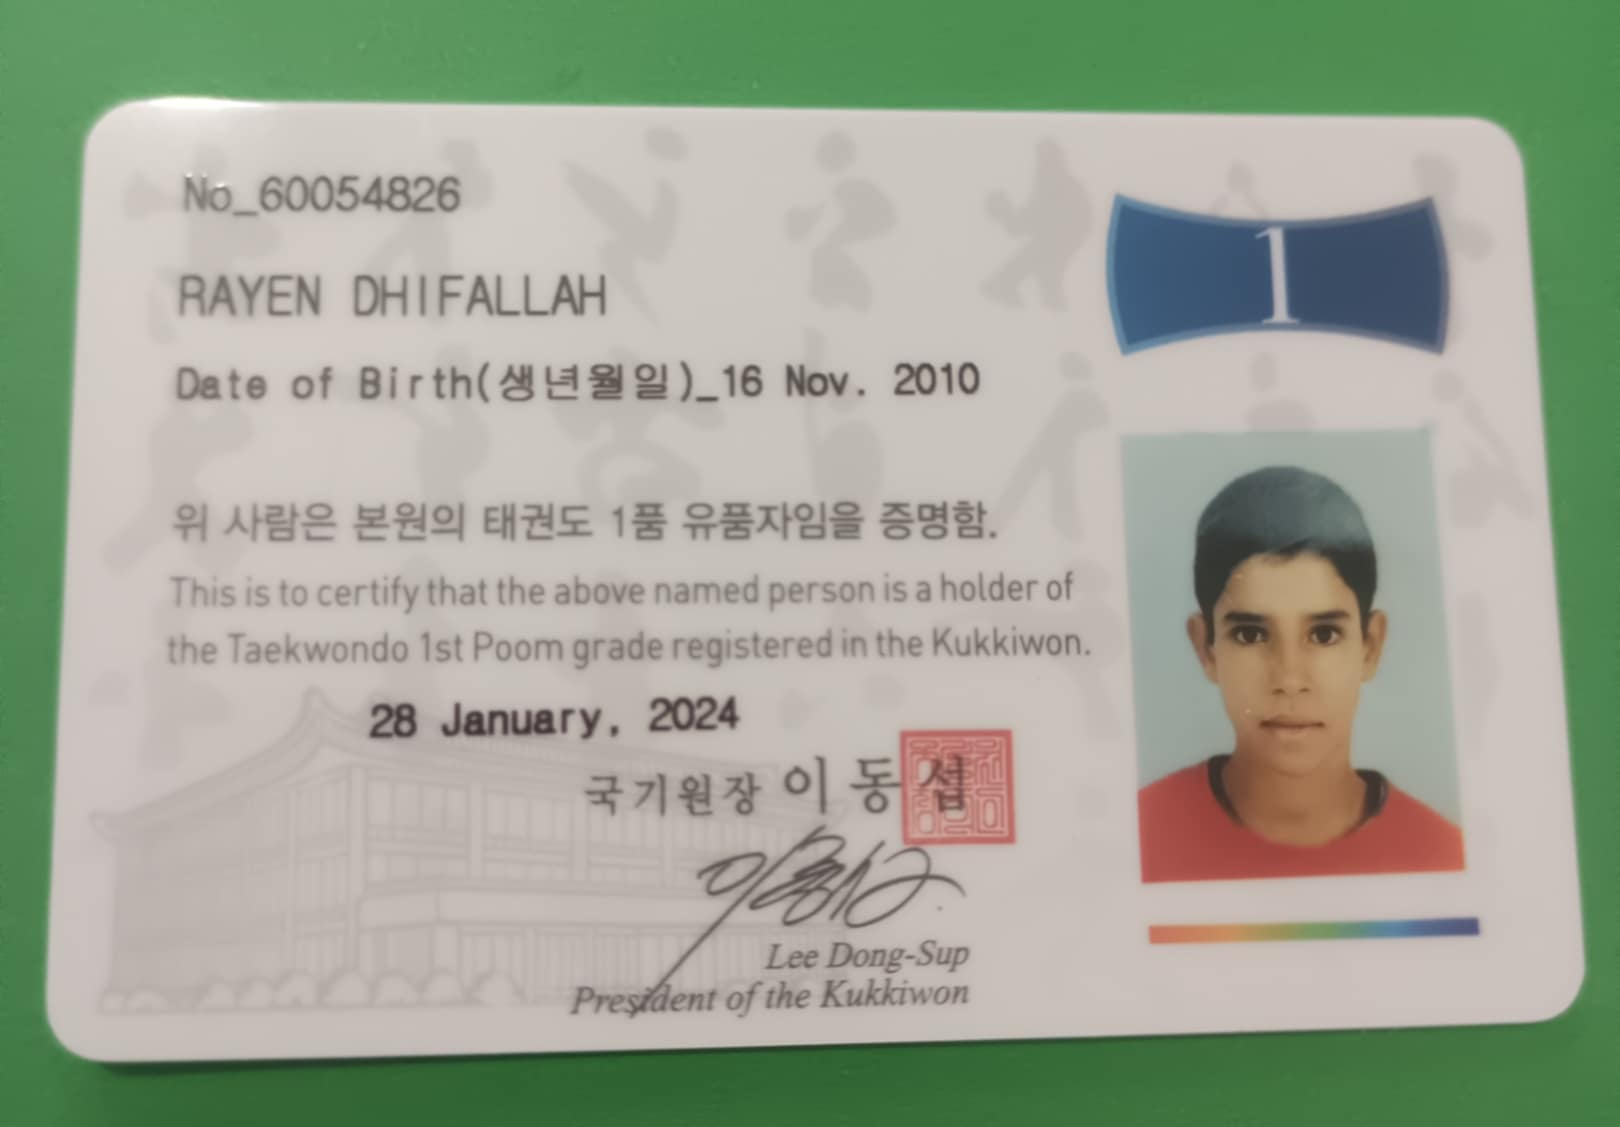 No_60054826
1
RAYEN DHIFALLAH
Date of Birth(생년월일)_16 Nov. 2010
위 사람은 본원의 태권도 1품 유품자임을 증명함.
This is to certify that the above named person is a holder of
the Taekwondo 1st Poom grade registered in the Kukkiwon.
28 January, 2024
국기원장 이동섭
Lee Dong-Sup
President of the Kukkiwon